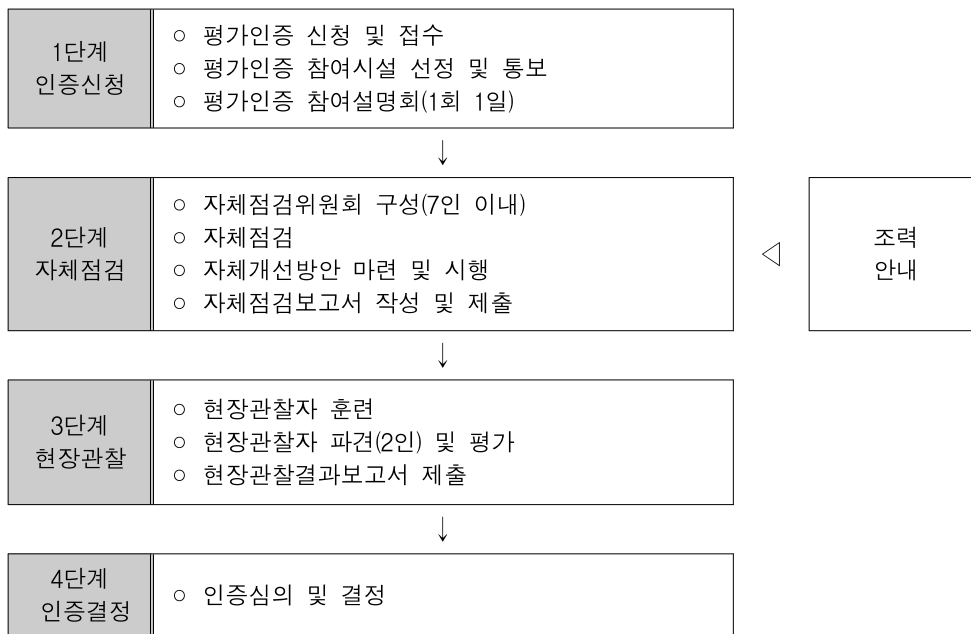 1단계
인증신청
○ 평가인증 신청 및 접수
○ 평가인증 참여시설 선정 및 통보
○ 평가인증 참여설명회(1회 1일)
↓
2단계
자체점검
○ 자체점검위원회 구성(7인 이내)
○ 자체점검
○ 자체개선방안 마련 및 시행
○ 자체점검보고서 작성 및 제출
◁
조력
안내
↓
3단계
현장관찰
○ 현장관찰자 훈련
○ 현장관찰자 파견(2인) 및 평가
○ 현장관찰결과보고서 제출
↓
4단계
인증결정
○ 인증심의 및 결정